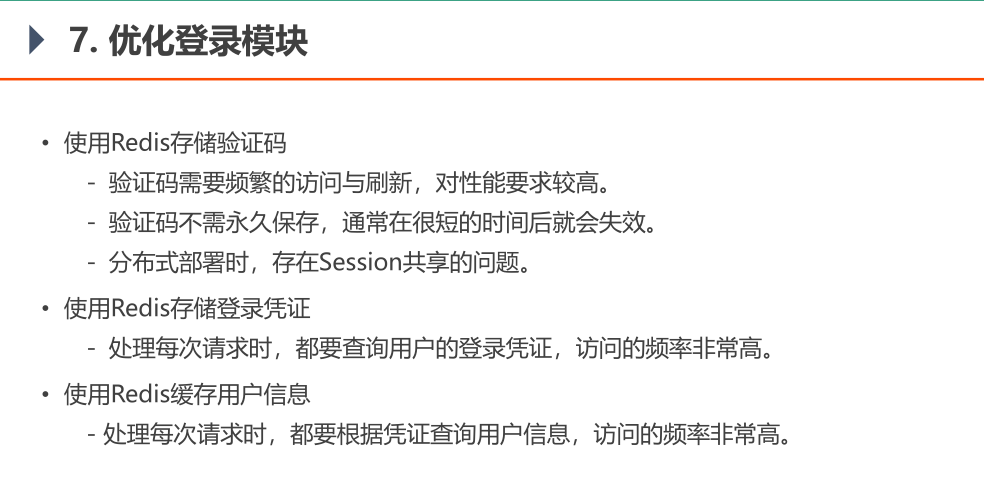 7. 优化登录模块
• 使用Redis存储验证码
- 验证码需要频繁的访问与刷新，对性能要求较高。
- 验证码不需永久保存，通常在很短的时间后就会失效。
- 分布式部署时，存在Session共享的问题。
• 使用Redis存储登录凭证
- 处理每次请求时，都要查询用户的登录凭证，访问的频率非常高。
• 使用Redis缓存用户信息
- 处理每次请求时，都要根据凭证查询用户信息，访问的频率非常高。